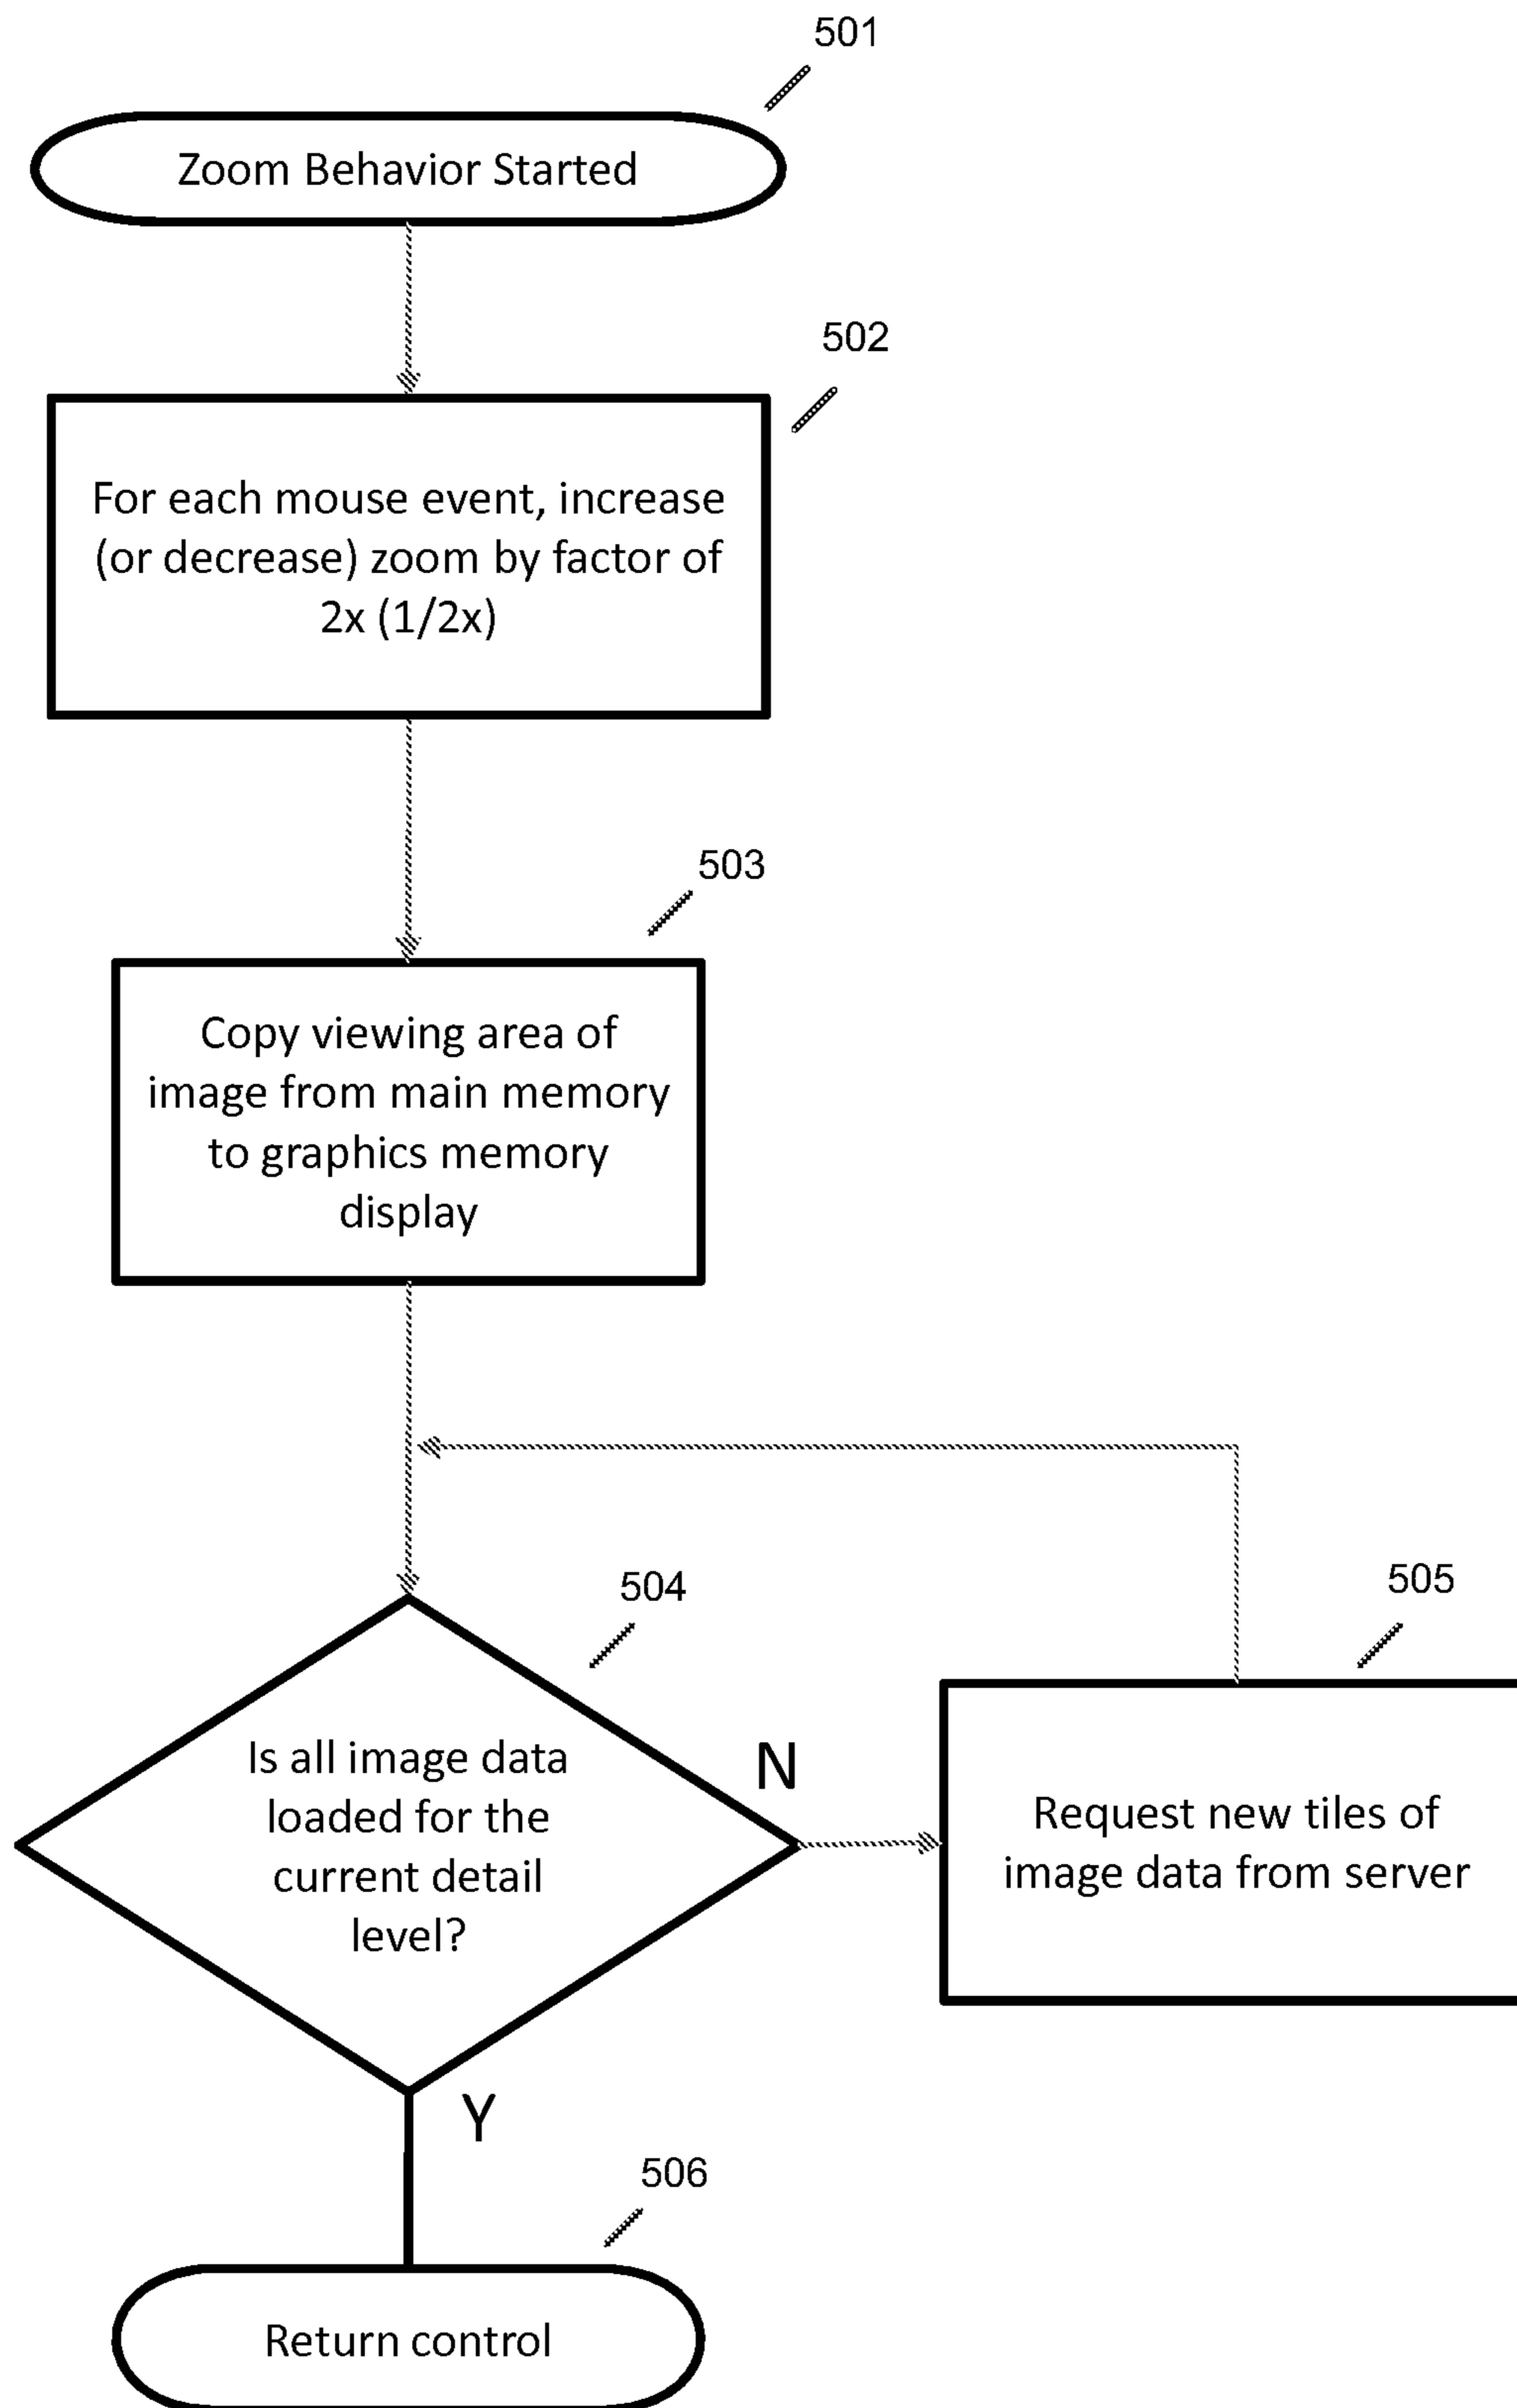 501
Zoom Behavior Started
502
For each mouse event, increase
(or decrease) zoom by factor of
2x (1/2x)
503
Copy viewing area of
image from main memory
to graphics memory
display
504
Is all image data
loaded for the
current detail
level?
N
505
Request new tiles of
image data from server
Y
506
Return control